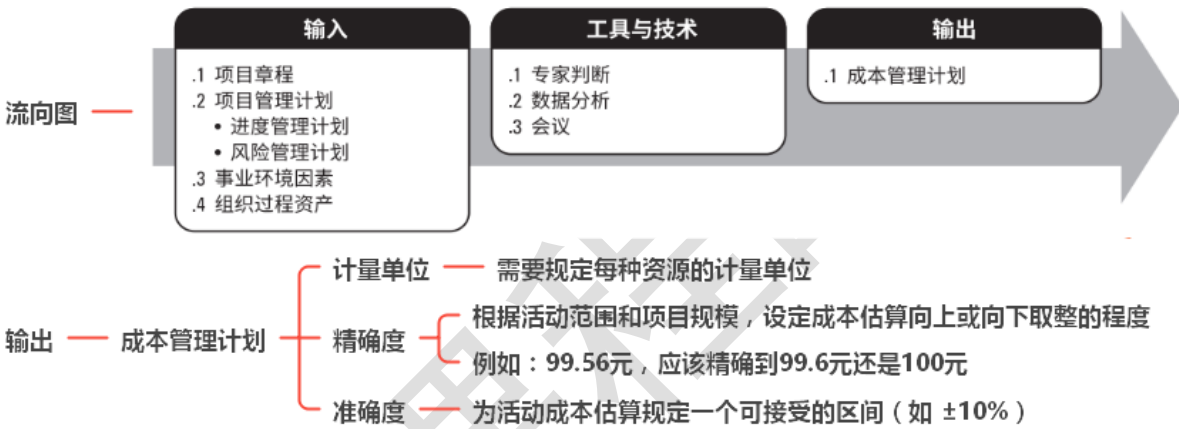 输入
工具与技术
输出
.1 项目章程
.2 项目管理计划
• 进度管理计划
• 风险管理计划
.3 事业环境因素
.4 组织过程资产
.1 专家判断
.2 数据分析
.3 会议
.1 成本管理计划
流向图
计量单位
需要规定每种资源的计量单位
输出
成本管理计划
精确度
根据活动范围和项目规模，设定成本估算向上或向下取整的程度
例如：99.56元，应该精确到99.6元还是100元
准确度
为活动成本估算规定一个可接受的区间（如 ±10%）